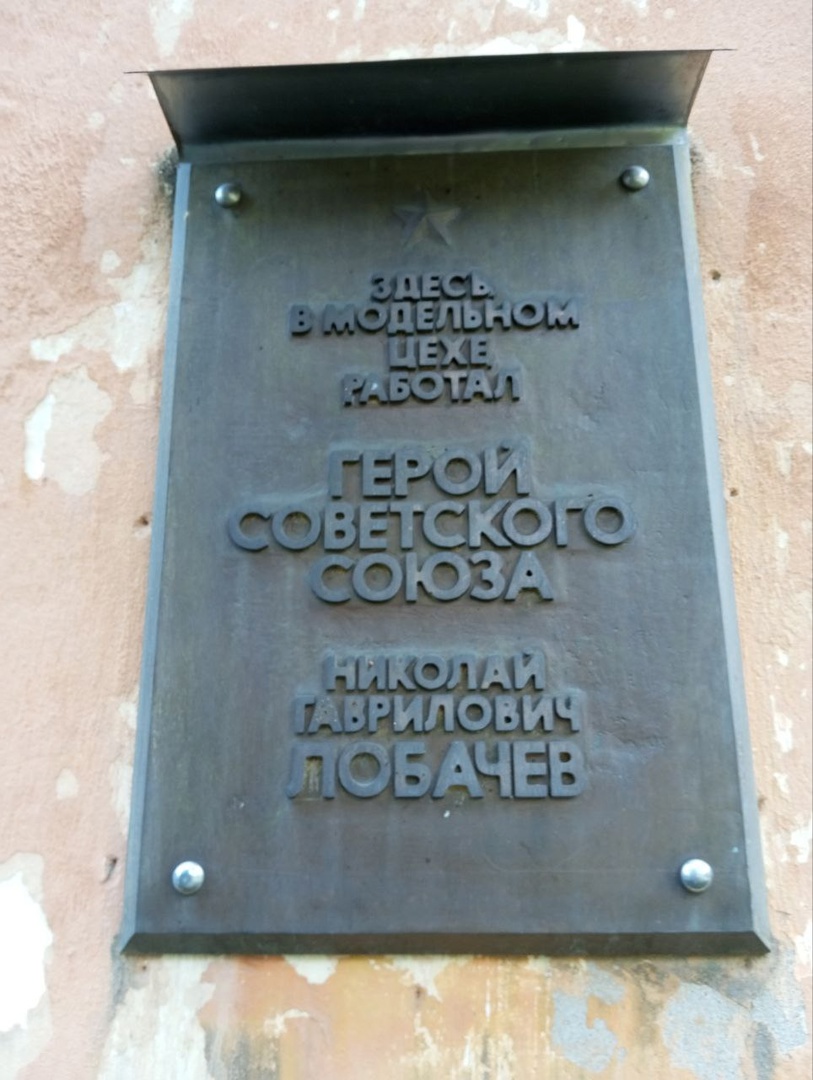 ЗДЕСЬ
В МОДЕЛЬНОМ
ЦЕХЕ
РАБОТАЛ
ГЕРОЙ
СОВЕТСКОГО
СОЮЗА
НИКОЛАЙ
ГАВРИЛОВИЧ
ЛОБАЧЕВ